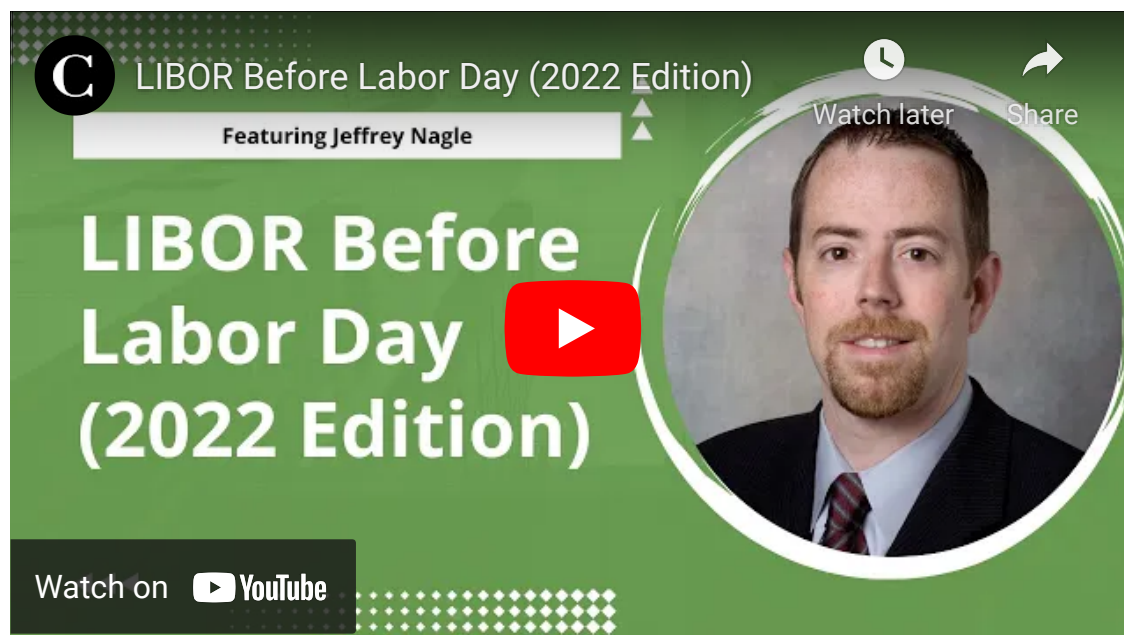 C
LIBOR Before Labor Day (2022 Edition)
Watch later
Share
Featuring Jeffrey Nagle
LIBOR Before
Labor Day
(2022 Edition)
Watch on YouTube